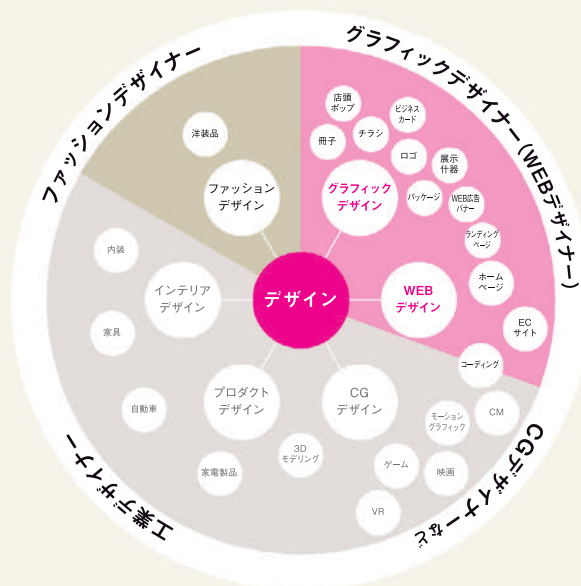 ファッションデザイナー
グラフィックデザイナー(WEBデザイナー)
店頭
ポップ
ビジネス
カード
洋装品
冊子
チラシ
ロゴ
展示
什器
ファッション
デザイン
グラフィック
デザイン
パッケージ
WEB広告
バナー
ランディング
ページ
内装
インテリア
デザイン
デザイン
WEB
デザイン
ホーム
ページ
家具
EC
サイト
コーディング
プロダクト
デザイン
CG
デザイン
自動車
モーション
グラフィック
CM
3D
モデリング
家電製品
ゲーム
映画
VR
工業デザイナー
CGデザイナーなど